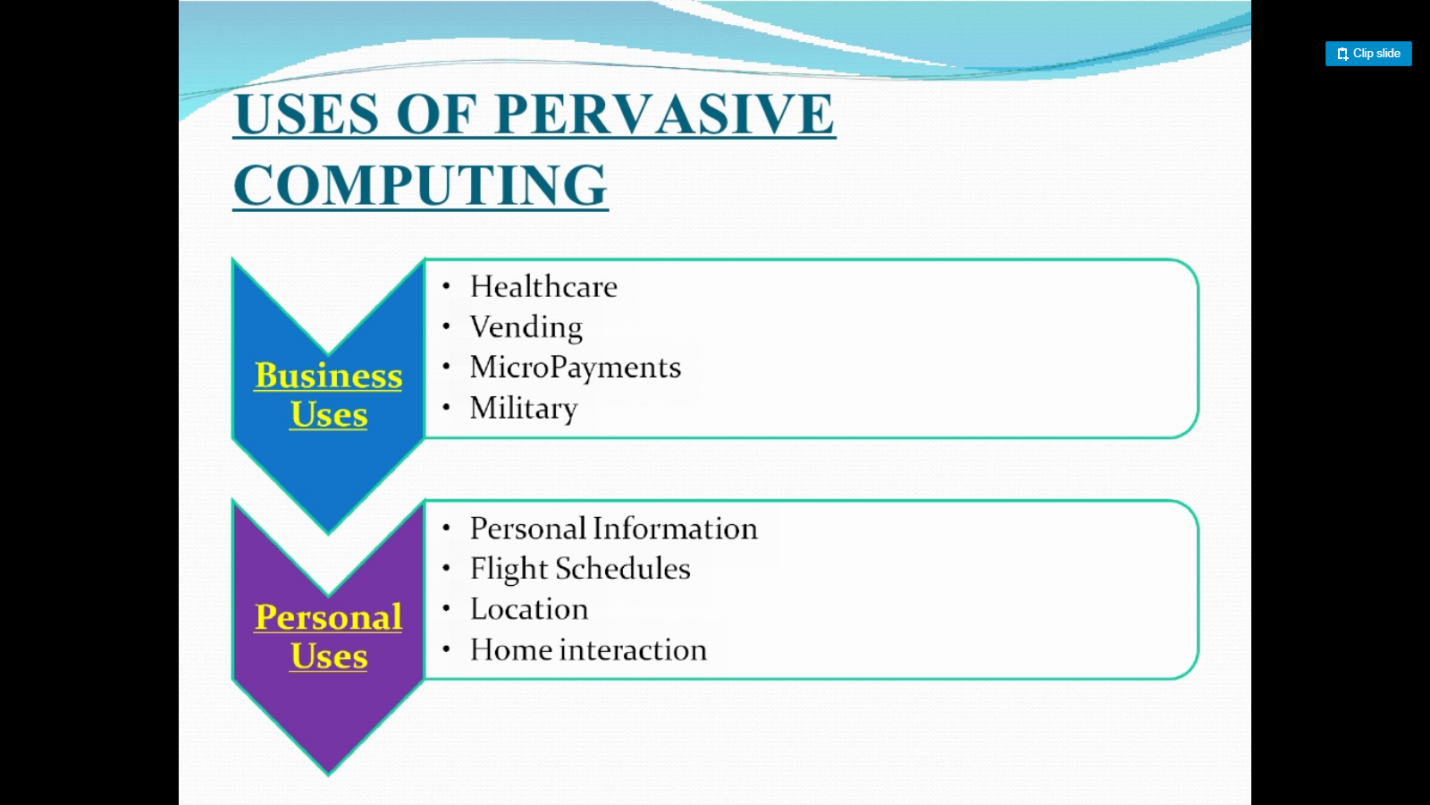 Clip slide
USES OF PERVASIVE
COMPUTING
Business
Uses
• Healthcare
• Vending
• MicroPayments
• Military
Personal
Uses
• Personal Information
• Flight Schedules
• Location
• Home interaction